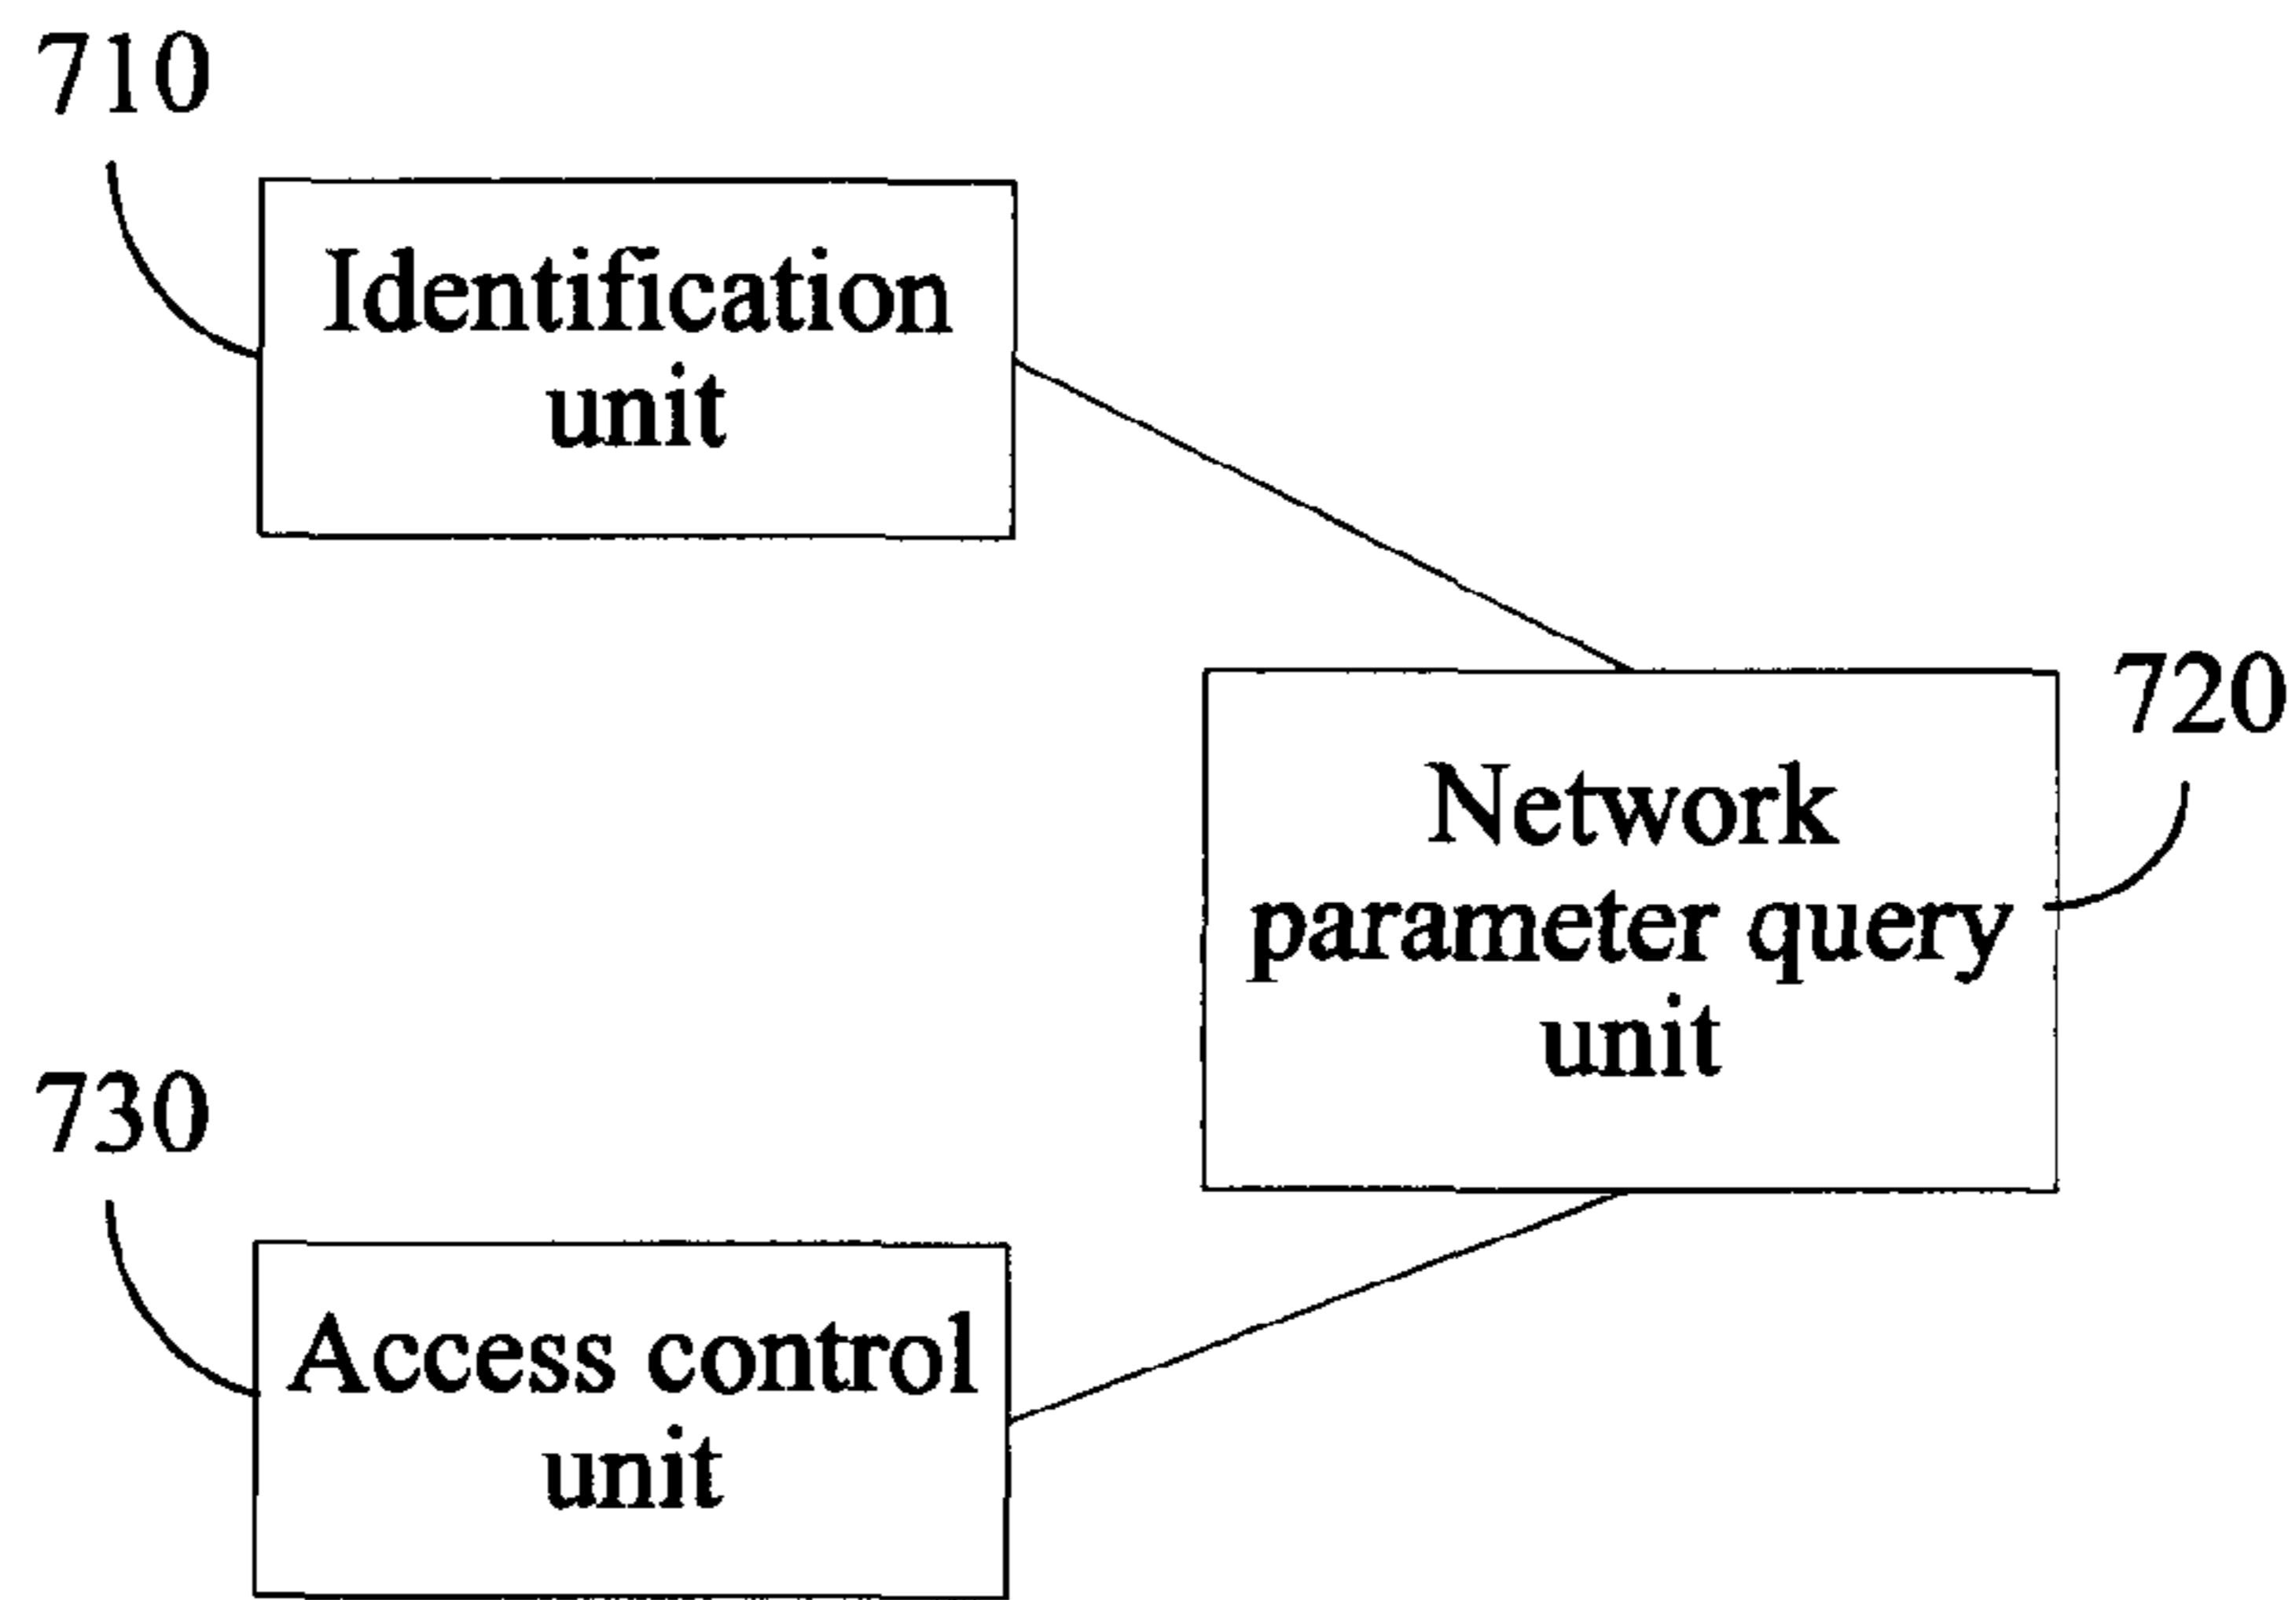 710
Identification
unit
720
Network
parameter query
unit
730
Access control
unit